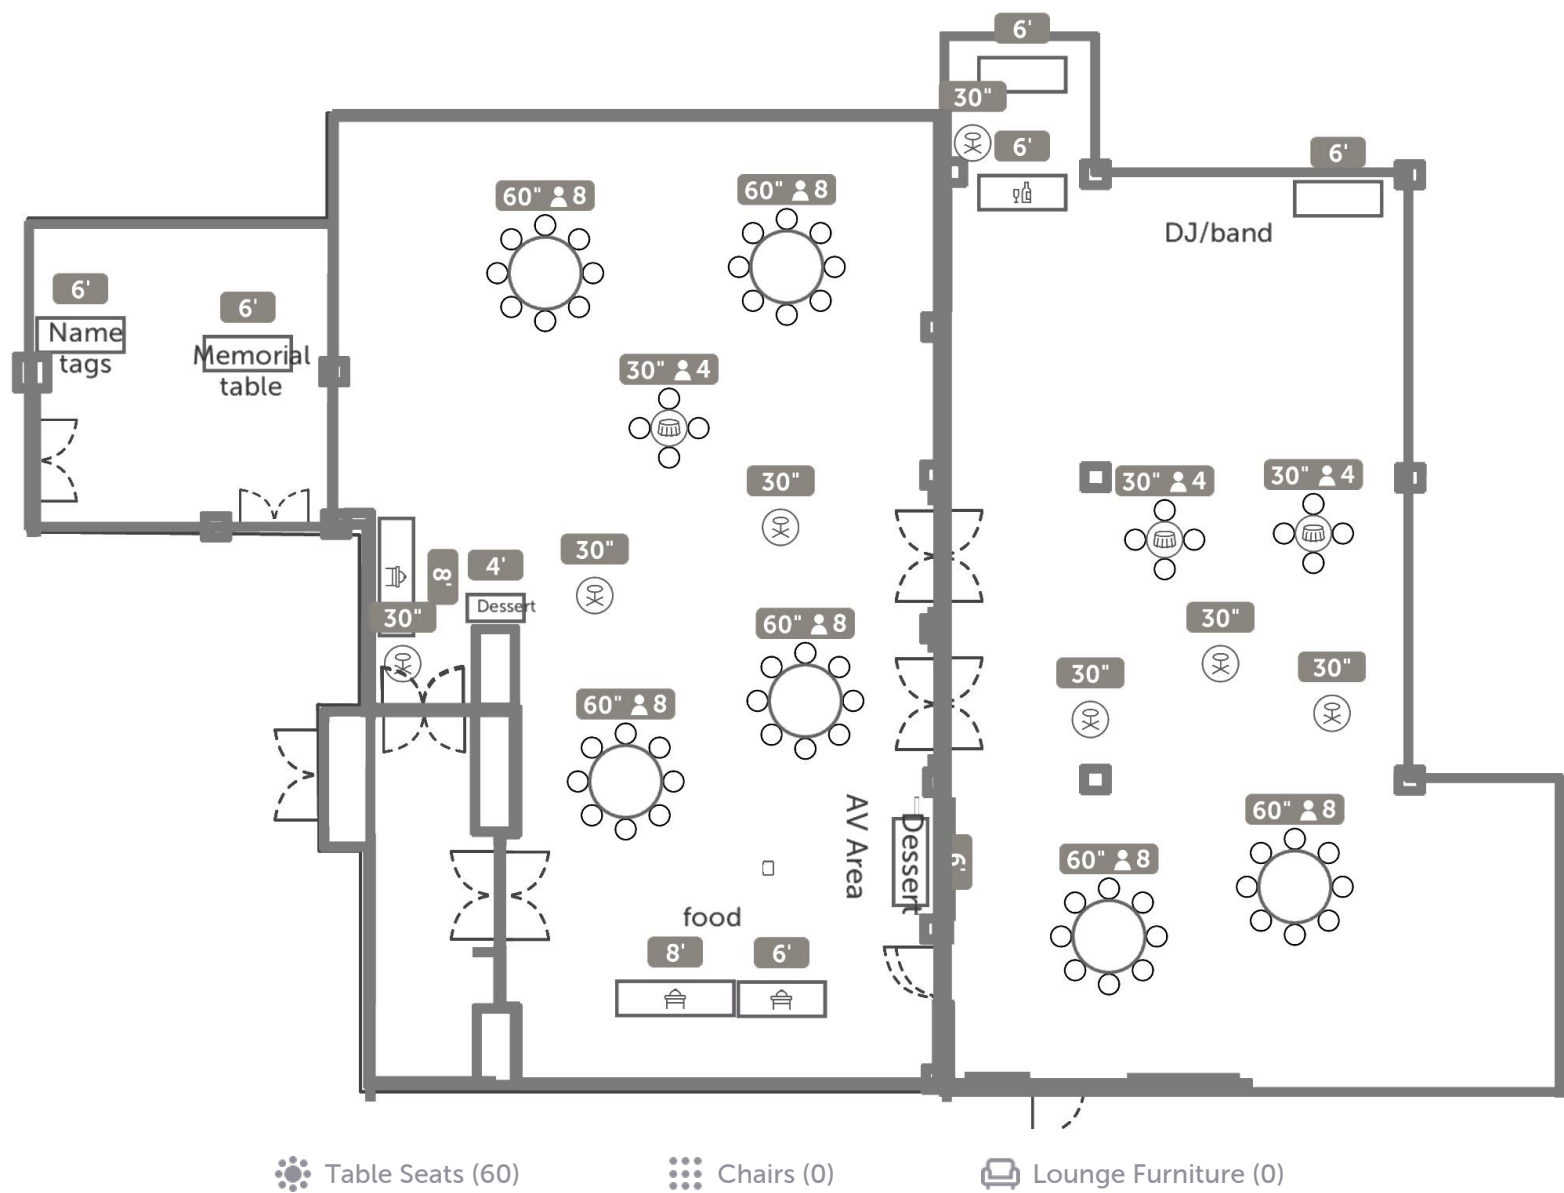 6'
30"
6'
6'
60" 8
60" 8
DJ/band
6'
Name
tags
6'
Memorial
table
30" 4
30"
30" 4
30" 4
30"
8'
4'
Dessert
30"
60" 8
30"
30"
30"
60" 8
AV Area
Dessert
6'
60" 8
60" 8
food
8'
6'
Table Seats (60)
Chairs (0)
Lounge Furniture (0)